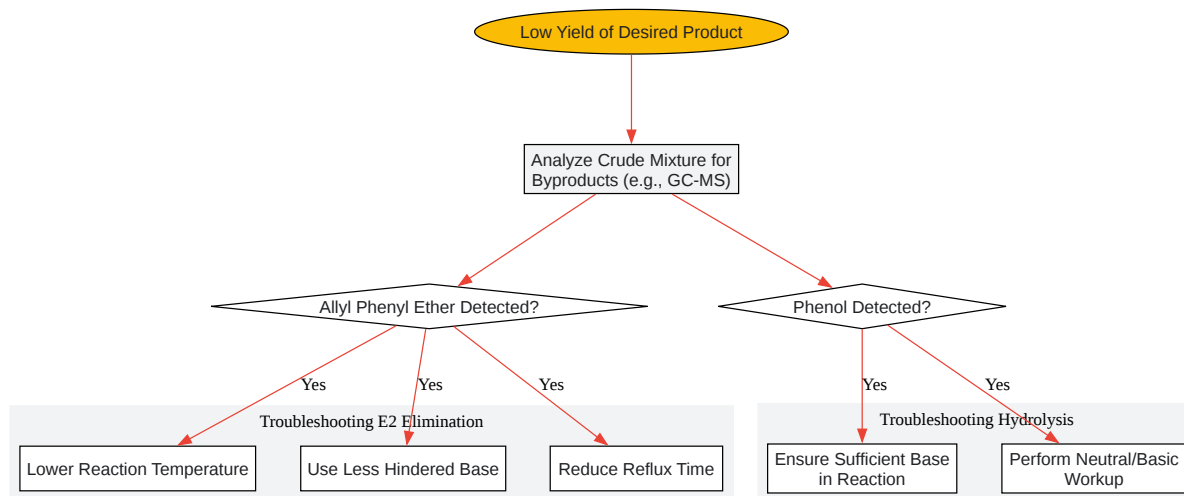 Low Yield of Desired Product
Analyze Crude Mixture for
Byproducts (e.g., GC-MS)
Allyl Phenyl Ether Detected?
Phenol Detected?
Yes
Yes
Yes
Yes
Yes
Troubleshooting E2 Elimination
Troubleshooting Hydrolysis
Lower Reaction Temperature
Use Less Hindered Base
Reduce Reflux Time
Ensure Sufficient Base
in Reaction
Perform Neutral/Basic
Workup